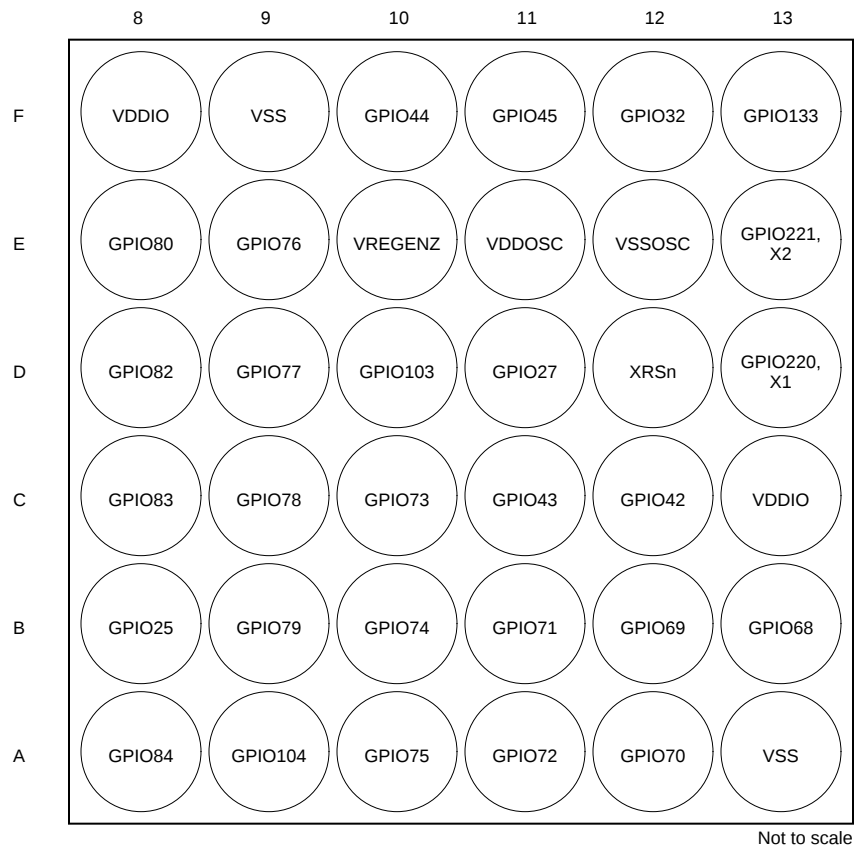 8 9 10 11 12 13
F VDDIO VSS GPIO44 GPIO45 GPIO32 GPIO133
E GPIO80 GPIO76 VREGENZ VDDOSC VSSOSC GPIO221,
X2
D GPIO82 GPIO77 GPIO103 GPIO27 XRSn GPIO220,
X1
C GPIO83 GPIO78 GPIO73 GPIO43 GPIO42 VDDIO
B GPIO25 GPIO79 GPIO74 GPIO71 GPIO69 GPIO68
A GPIO84 GPIO104 GPIO75 GPIO72 GPIO70 VSS
Not to scale